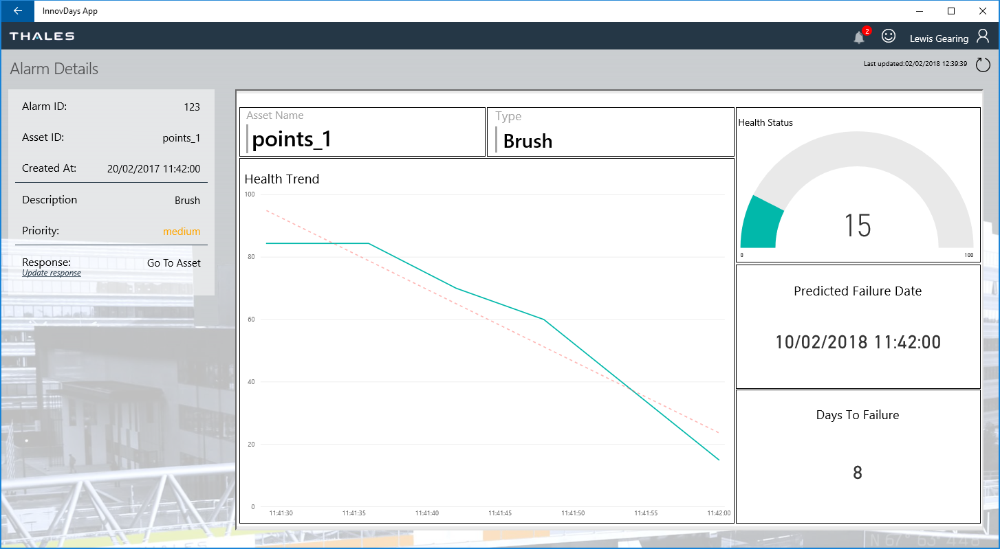 InnovDays App
THALES
2
Lewis Gearing
Alarm Details
Last updated:02/02/2018 12:39:39
Alarm ID: 123
Asset ID: points_1
Created At: 20/02/2017 11:42:00
Description Brush
Priority: medium
Response: Go To Asset
Update response
Asset Name
points_1
Type
Brush
Health Trend
100
80
60
40
20
0
11:41:30 11:41:35 11:41:40 11:41:45 11:41:50 11:41:55 11:42:00
Health Status
15
0 100
Predicted Failure Date
10/02/2018 11:42:00
Days To Failure
8
THALES
N 67° 63' 448